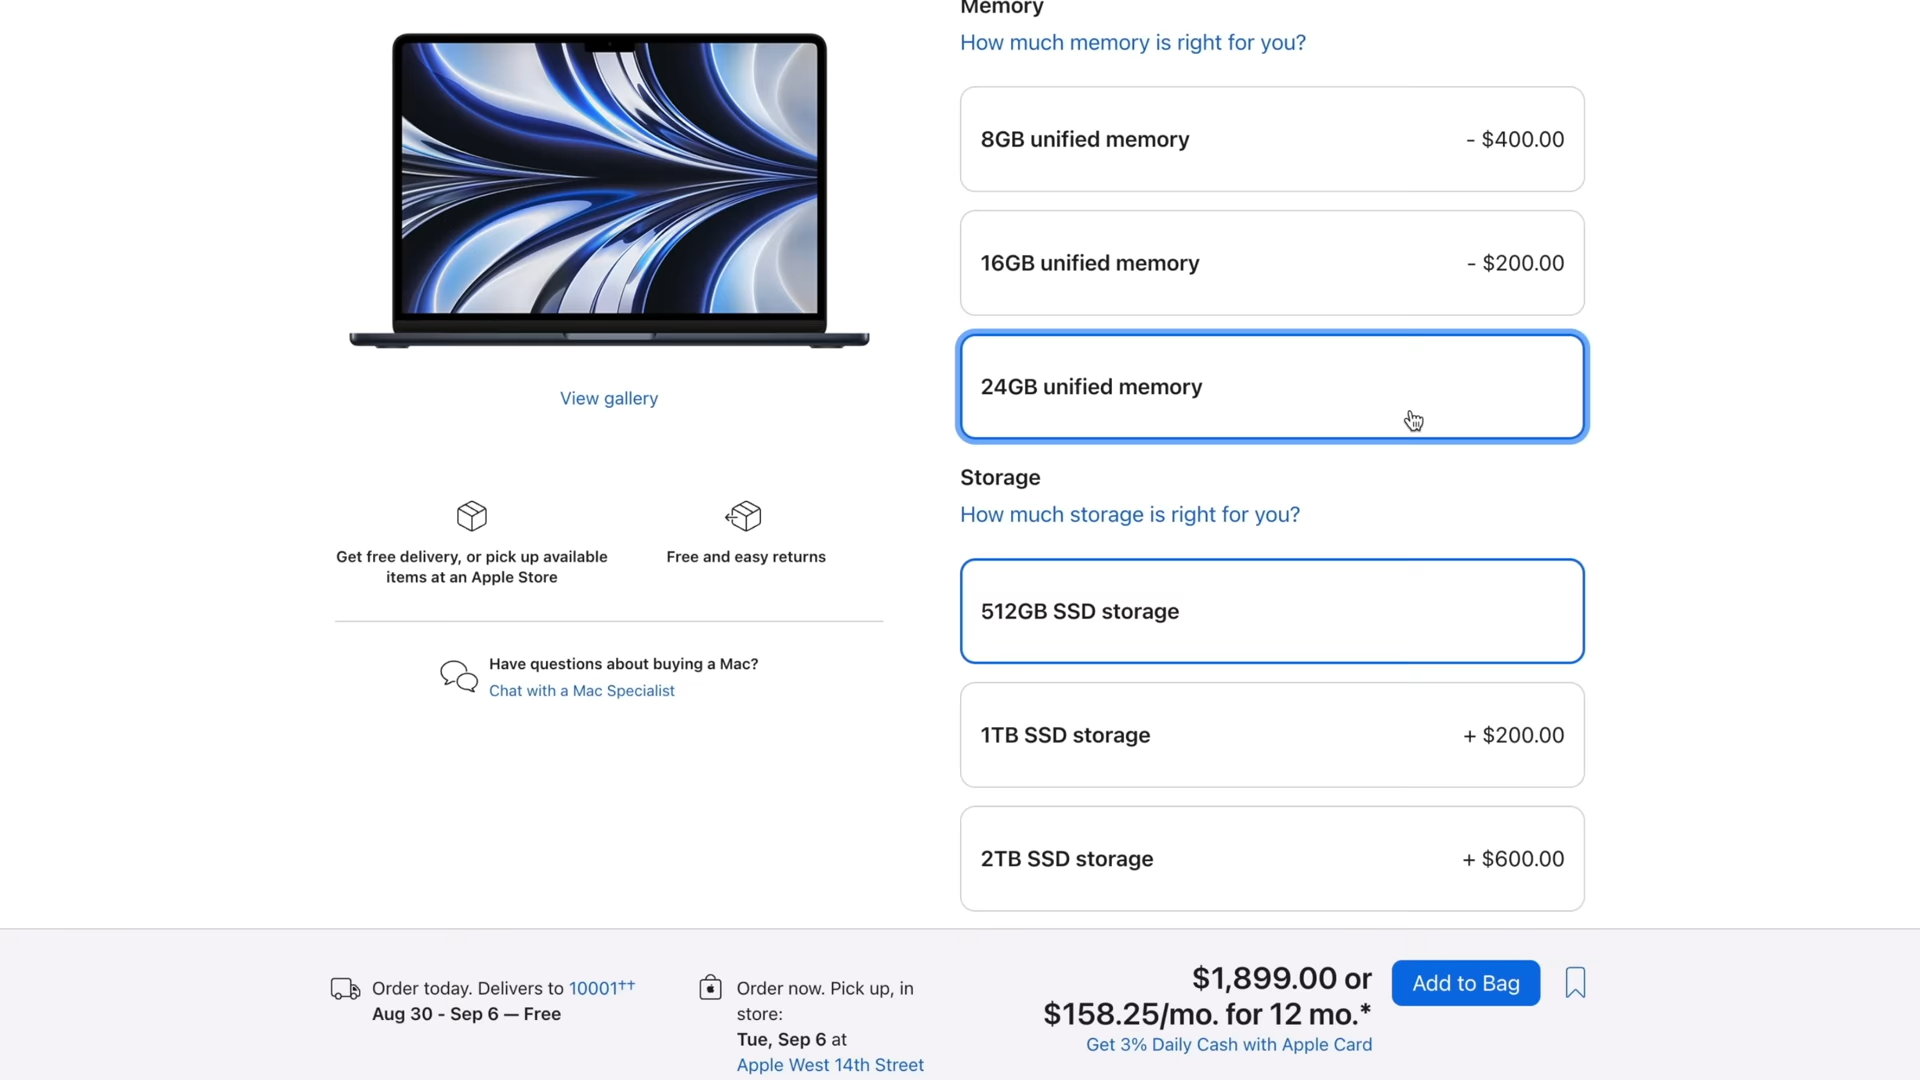 Memory
How much memory is right for you?
8GB unified memory
- $400.00
16GB unified memory
- $200.00
24GB unified memory
View gallery
Get free delivery, or pick up available
items at an Apple Store
Free and easy returns
Have questions about buying a Mac?
Chat with a Mac Specialist
Storage
How much storage is right for you?
512GB SSD storage
1TB SSD storage
+ $200.00
2TB SSD storage
+ $600.00
Order today. Delivers to 10001††
Aug 30 - Sep 6 — Free
Order now. Pick up, in
store:
Tue, Sep 6 at
Apple West 14th Street
$1,899.00 or
$158.25/mo. for 12 mo.*
Get 3% Daily Cash with Apple Card
Add to Bag